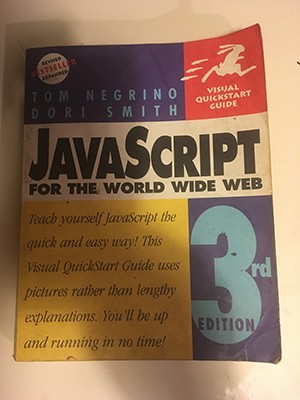 REVISED
BESTSELLER
EXPANDED
VISUAL
QUICKSTART
GUIDE
TOM NEGRINO
DORI SMITH
JAVASCRIPT
FOR THE WORLD WIDE WEB
Teach yourself JavaScript the
quick and easy way! This
Visual QuickStart Guide uses
pictures rather than lengthy
explanations. You'll be up
and running in no time!
3rd
EDITION